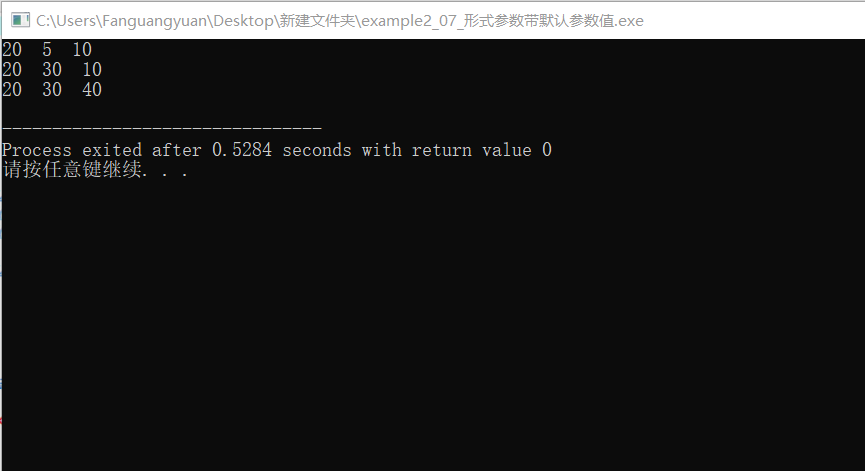 C:\Users\Fanguangyuan\Desktop\新建文件夹\example2_07_形式参数带默认参数值.exe
20  5  10
20  30  10
20  30  40
--------------------------------
Process exited after 0.5284 seconds with return value 0
请按任意键继续. . .